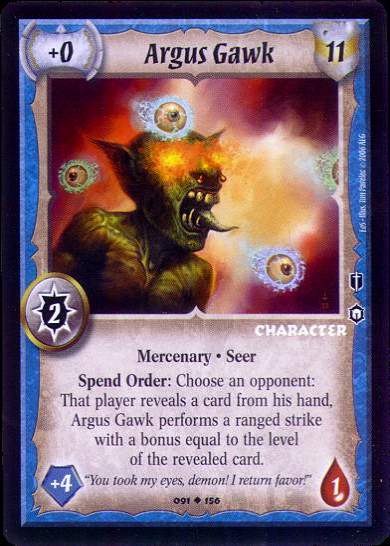 +0
Argus Gawk
11
2
CHARACTER
Mercenary • Seer
Spend Order: Choose an opponent:
That player reveals a card from his hand,
Argus Gawk performs a ranged strike
with a bonus equal to the level
of the revealed card.
"You took my eyes, demon! I return favor!"
+4
091 ◆ 156
1